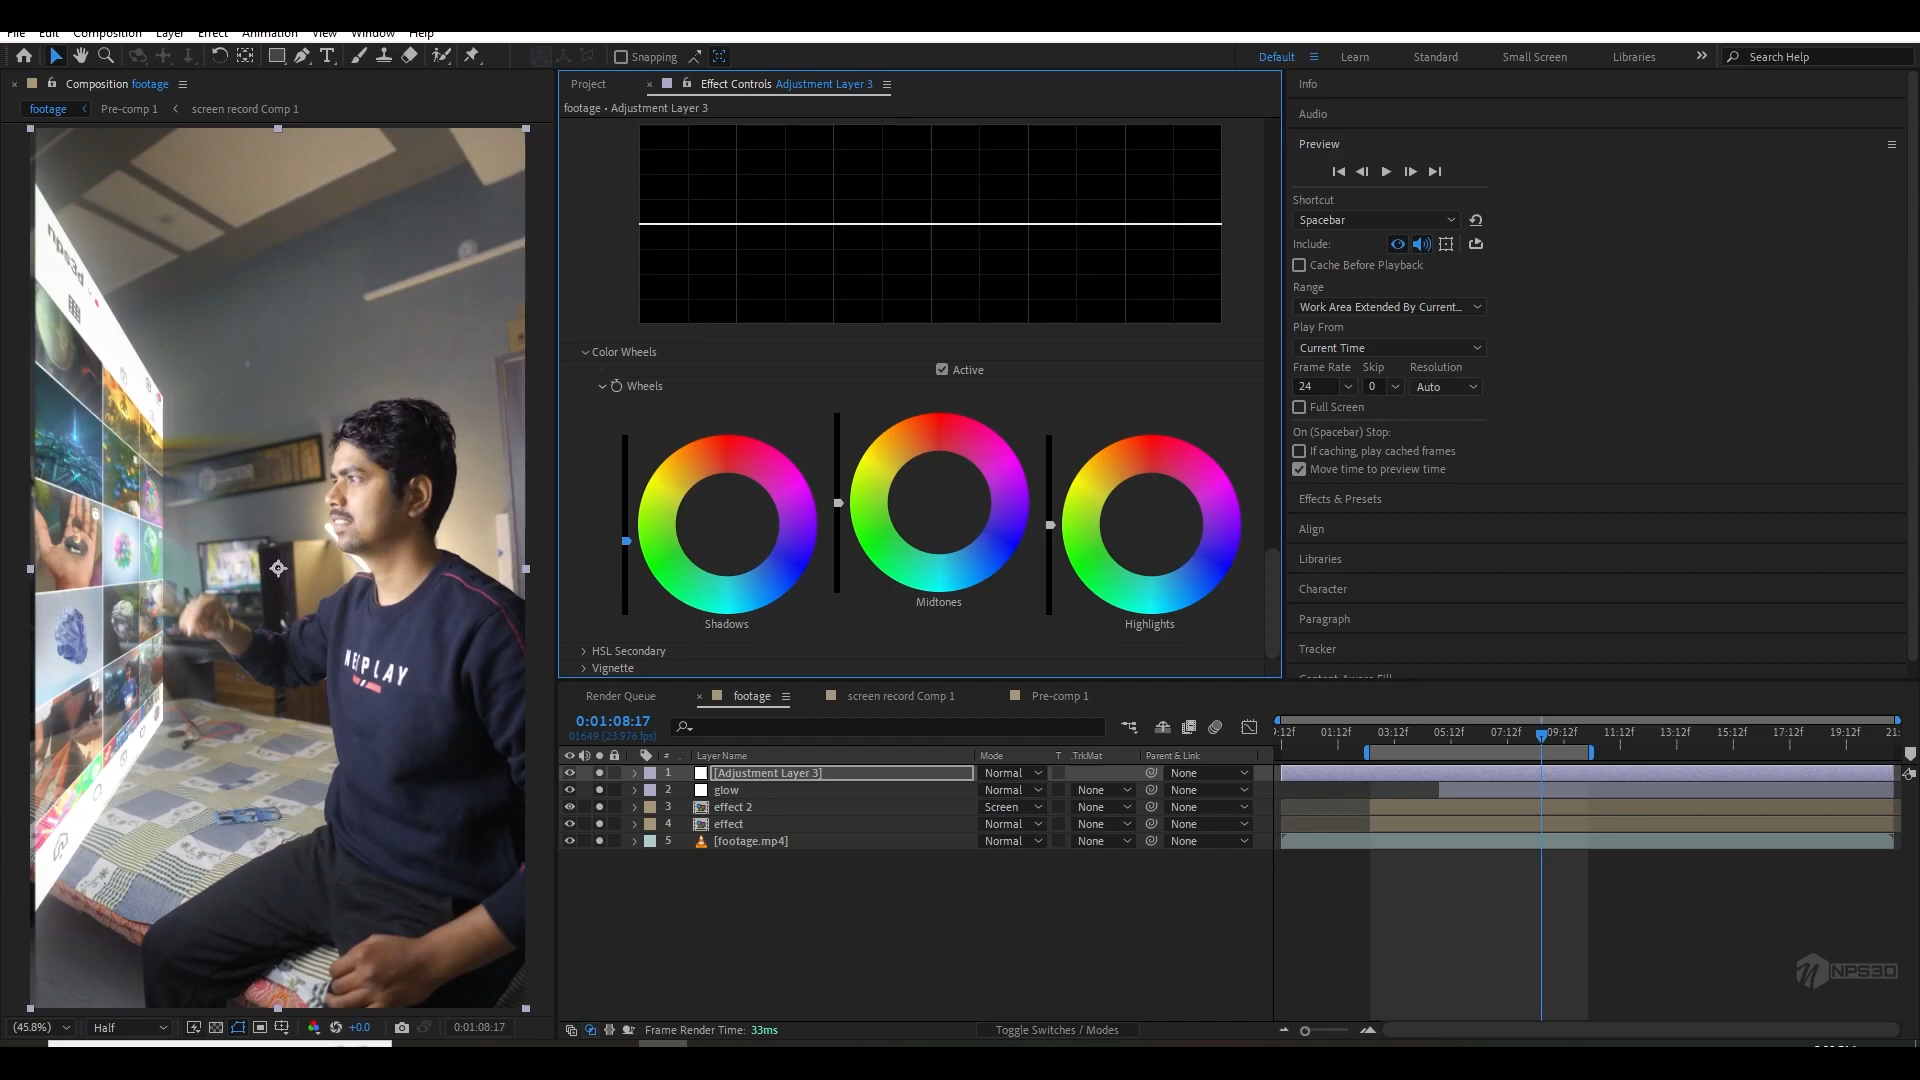 File Edit Composition Layer Effect Animation View Window Help
Snapping
Default Learn Standard Small Screen Libraries Search Help
Composition footage
footage Pre-comp 1 screen record Comp 1
nps3d
NEXPLAY
(45.8%) Half +0.0 0:01:08:17
Project Effect Controls Adjustment Layer 3
footage • Adjustment Layer 3
Color Wheels
Active
Wheels
Shadows Midtones Highlights
HSL Secondary
Vignette
Info
Audio
Preview
Shortcut
Spacebar
Include:
Cache Before Playback
Range
Work Area Extended By Current...
Play From
Current Time
Frame Rate Skip Resolution
24 0 Auto
Full Screen
On (Spacebar) Stop:
If caching, play cached frames
Move time to preview time
Effects & Presets
Align
Libraries
Character
Paragraph
Tracker
Content-Aware Fill
Render Queue footage screen record Comp 1 Pre-comp 1
0:01:08:17
01649 (23.976 fps)
# Layer Name Mode T .TrkMat Parent & Link
1 [Adjustment Layer 3] Normal None
2 glow Normal None None
3 effect 2 Screen None None
4 effect Normal None None
5 [footage.mp4] Normal None None
9:12f 01:12f 03:12f 05:12f 07:12f 09:12f 11:12f 13:12f 15:12f 17:12f 19:12f 21:
NPS3D
Frame Render Time: 33ms
Toggle Switches / Modes